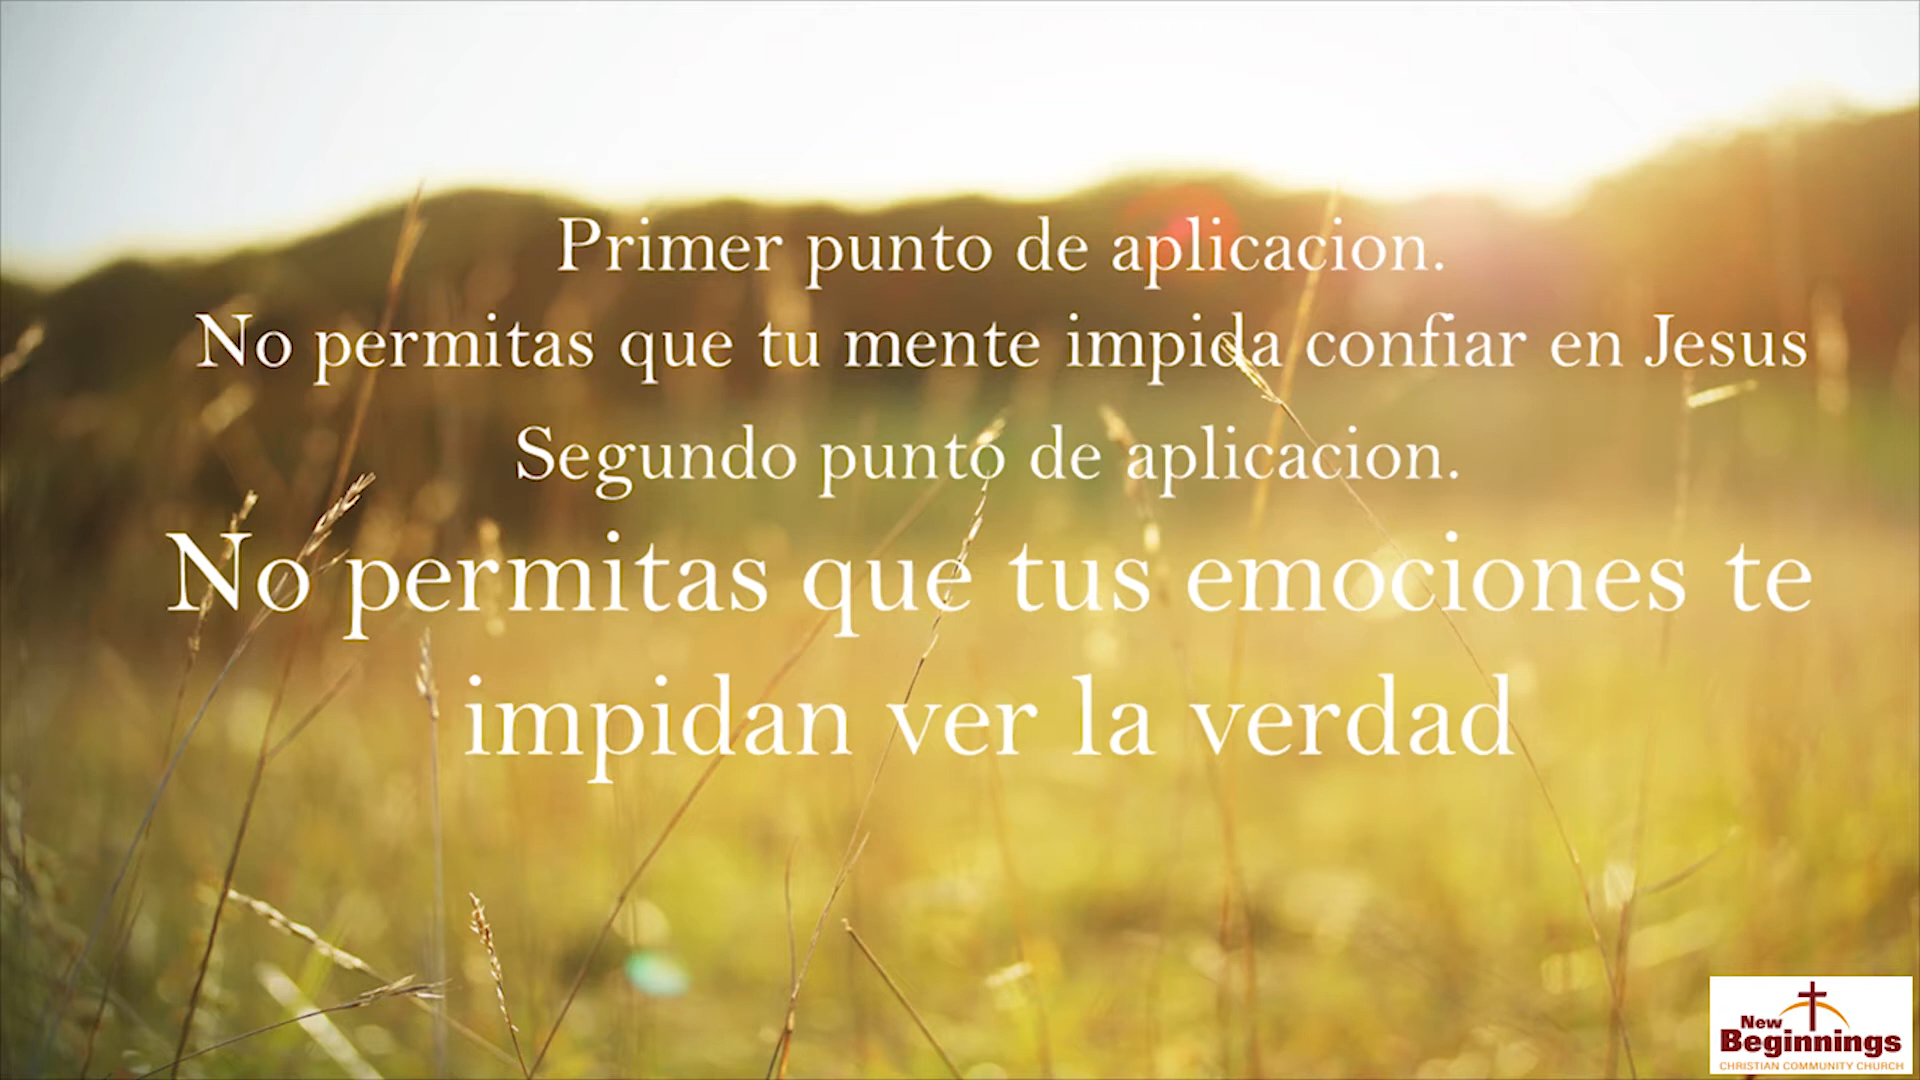 Primer punto de aplicacion.
No permitas que tu mente impida confiar en Jesus
Segundo punto de aplicacion.
No permitas que tus emociones te
impidan ver la verdad
New
Beginnings
CHRISTIAN COMMUNITY CHURCH